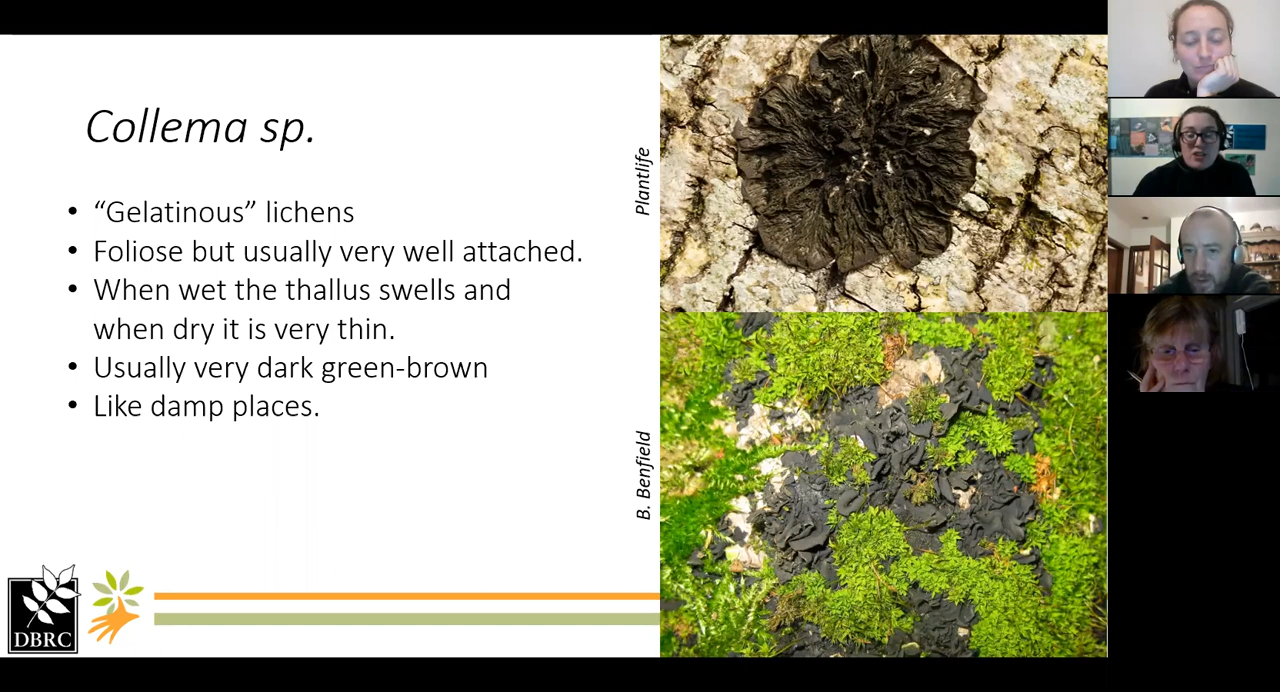 Collema sp.
• “Gelatinous” lichens
• Foliose but usually very well attached.
• When wet the thallus swells and
when dry it is very thin.
• Usually very dark green-brown
• Like damp places.
Plantlife
B. Benfield
DBRC